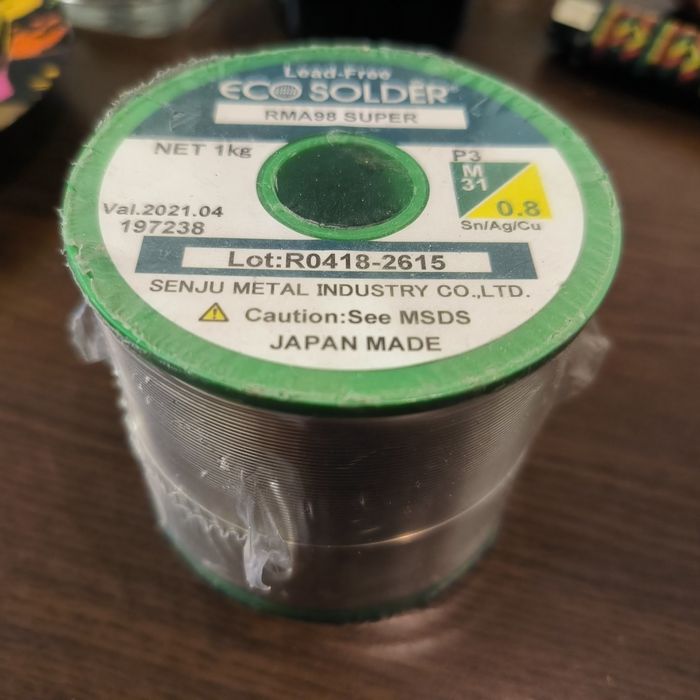 Lead-Free
ECO SOLDER
RMA98 SUPER
NET 1kg
P3
M
31
0.8
Sn/Ag/Cu
Val.2021.04
197238
Lot:R0418-2615
SENJU METAL INDUSTRY CO.,LTD.
Caution:See MSDS
JAPAN MADE